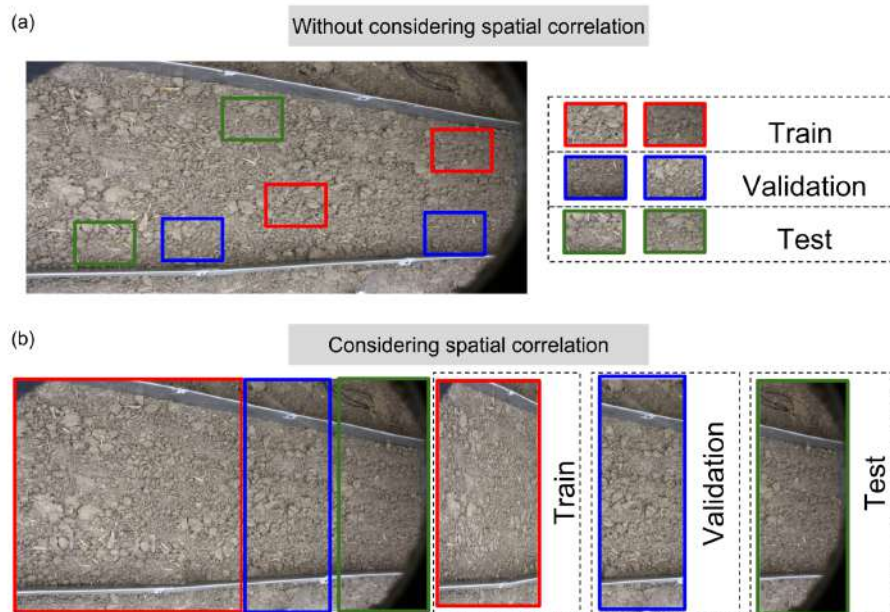 (a)
Without considering spatial correlation
Train
Validation
Test
(b)
Considering spatial correlation
Train
Validation
Test